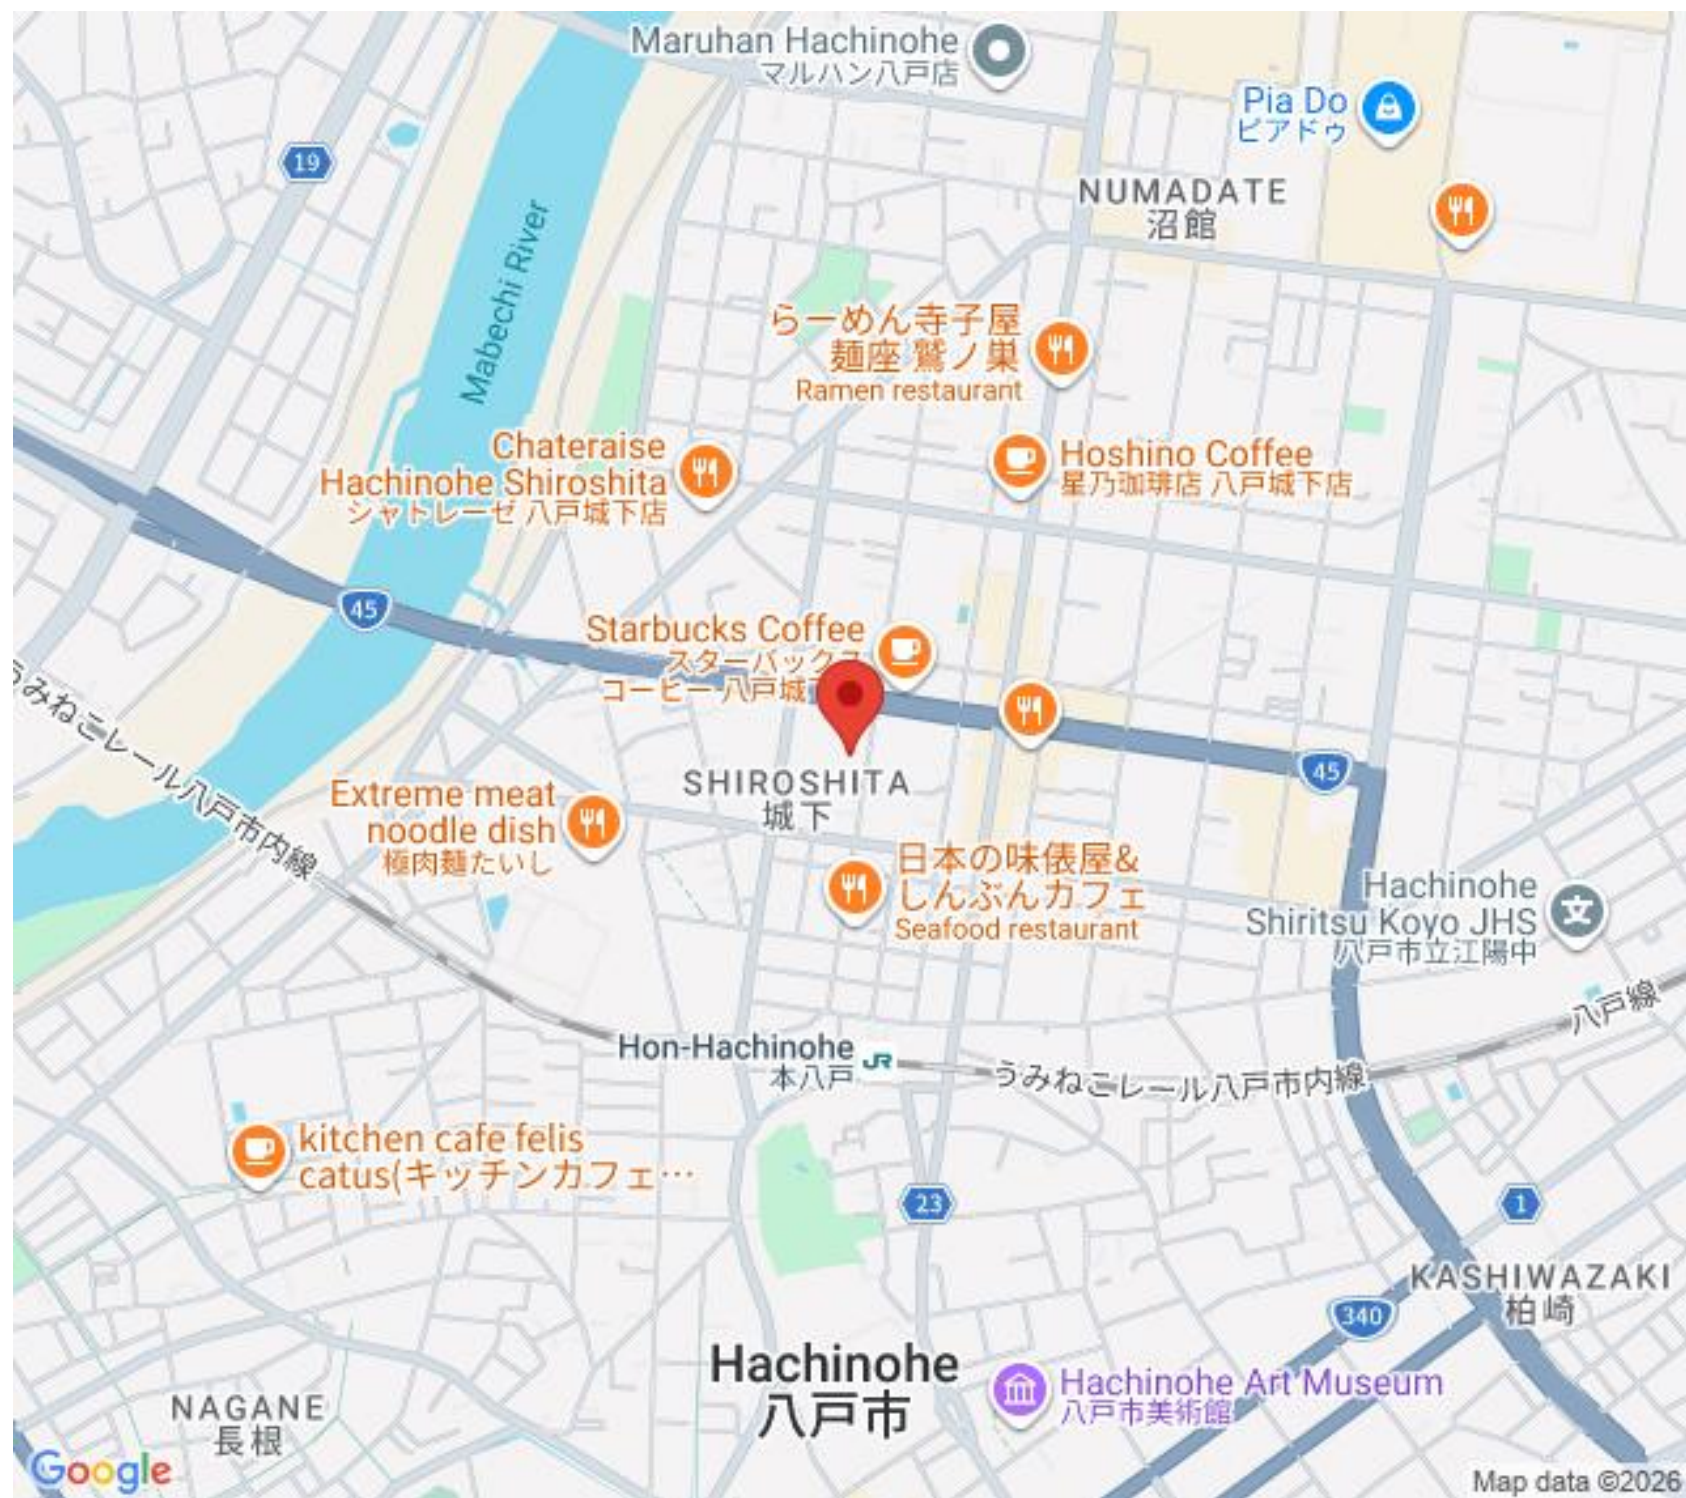 Maruhan Hachinohe
マルハン八戸店
Pia Do
ピアドゥ
19
NUMADATE
沼館
Mabechi River
らーめん寺子屋
麺座 鷲ノ巣
Ramen restaurant
Chateraise
Hachinohe Shiroshita
シャトレーゼ 八戸城下店
Hoshino Coffee
星乃珈琲店 八戸城下店
45
Starbucks Coffee
スターバックス
コーヒー 八戸城
うみねこレール八戸市内線
SHIROSHITA
城下
45
Extreme meat
noodle dish
極肉麺たいし
日本の味俵屋&
しんぶんカフェ
Seafood restaurant
Hachinohe
Shiritsu Koyo JHS
八戸市立江陽中
文
八戸線
Hon-Hachinohe
本八戸
JR
うみねこレール八戸市内線
kitchen cafe felis
catus(キッチンカフェ…
23
1
KASHIWAZAKI
柏崎
340
Hachinohe
八戸市
Hachinohe Art Museum
八戸市美術館
NAGANE
長根
Google
Map data ©2026